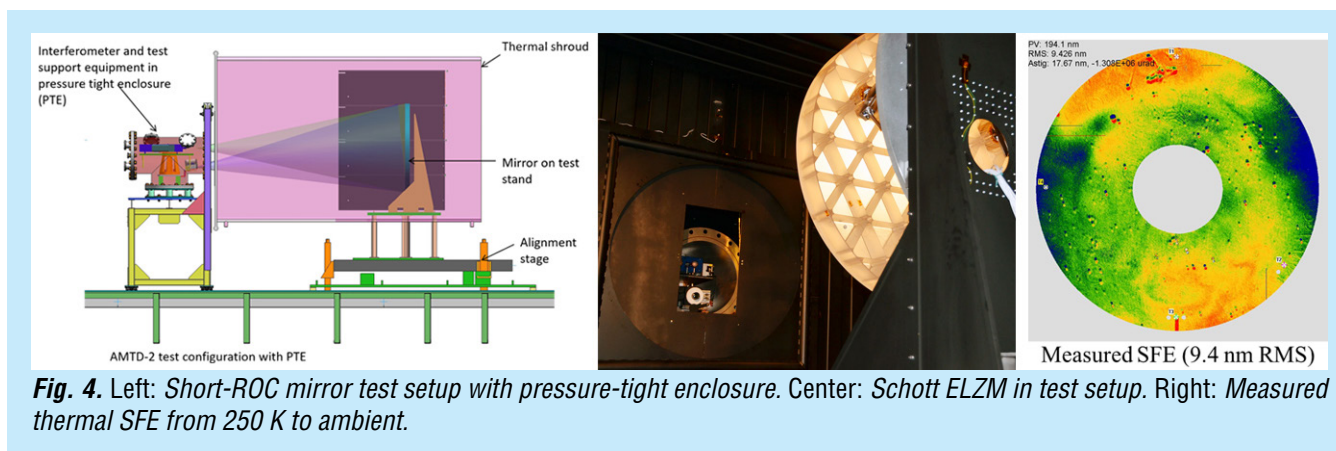 Interferometer and test
support equipment in
pressure tight enclosure
(PTE)
Thermal shroud
Mirror on test
stand
Alignment
stage
AMTD-2 test configuration with PTE
PV: 194.1 nm
RMS: 9.426 nm
Astig: 17.67 nm, -1.308E+06 urad
Measured SFE (9.4 nm RMS)
Fig. 4. Left: Short-ROC mirror test setup with pressure-tight enclosure. Center: Schott ELZM in test setup. Right: Measured
thermal SFE from 250 K to ambient.